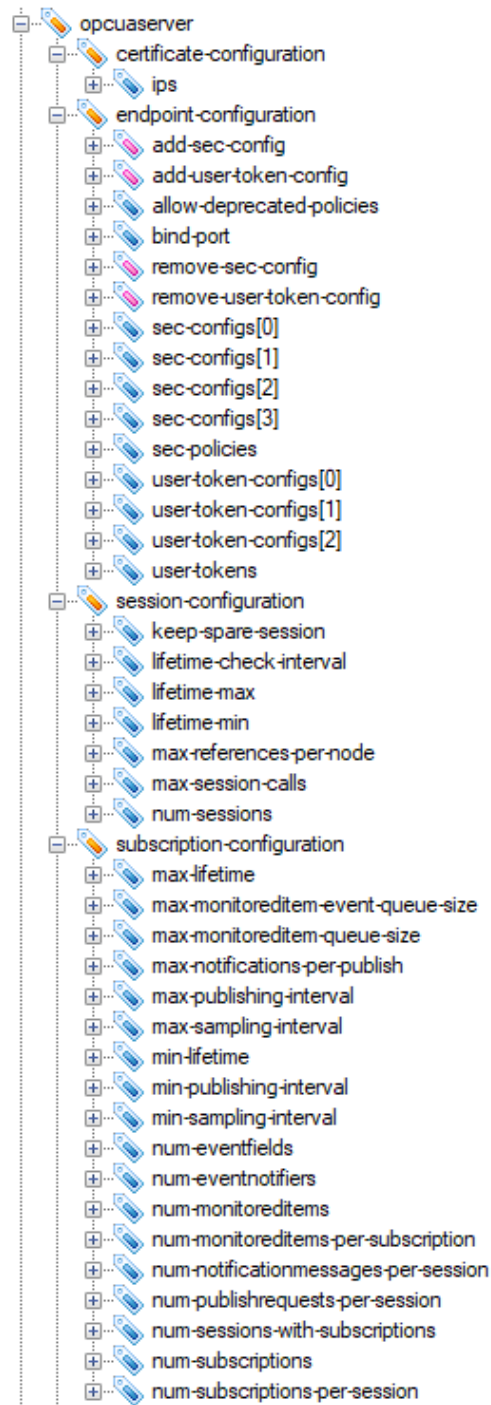 opcuaserver
certificate-configuration
ips
endpoint-configuration
add-sec-config
add-user-token-config
allow-deprecated-policies
bind-port
remove-sec-config
remove-user-token-config
sec-configs[0]
sec-configs[1]
sec-configs[2]
sec-configs[3]
sec-policies
user-token-configs[0]
user-token-configs[1]
user-token-configs[2]
user-tokens
session-configuration
keep-spare-session
lifetime-check-interval
lifetime-max
lifetime-min
max-references-per-node
max-session-calls
num-sessions
subscription-configuration
max-lifetime
max-monitoreditem-event-queue-size
max-monitoreditem-queue-size
max-notifications-per-publish
max-publishing-interval
max-sampling-interval
min-lifetime
min-publishing-interval
min-sampling-interval
num-eventfields
num-eventnotifiers
num-monitoreditems
num-monitoreditems-per-subscription
num-notificationmessages-per-session
num-publishrequests-per-session
num-sessions-with-subscriptions
num-subscriptions
num-subscriptions-per-session